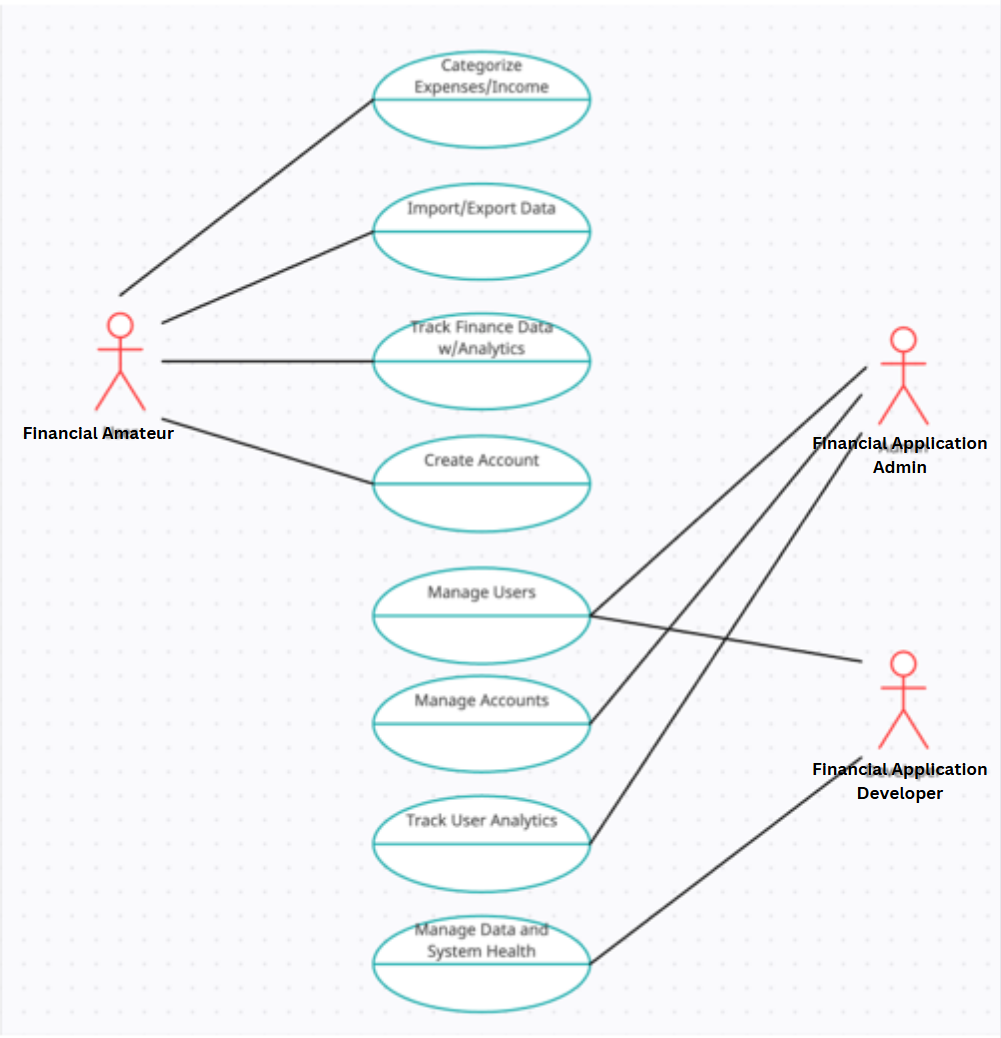 Categorize
Expenses/Income
Import/Export Data
Track Finance Data
w/Analytics
Financial Amateur
Create Account
Financial Application
Admin
Manage Users
Manage Accounts
Financial Application
Developer
Track User Analytics
Manage Data and
System Health